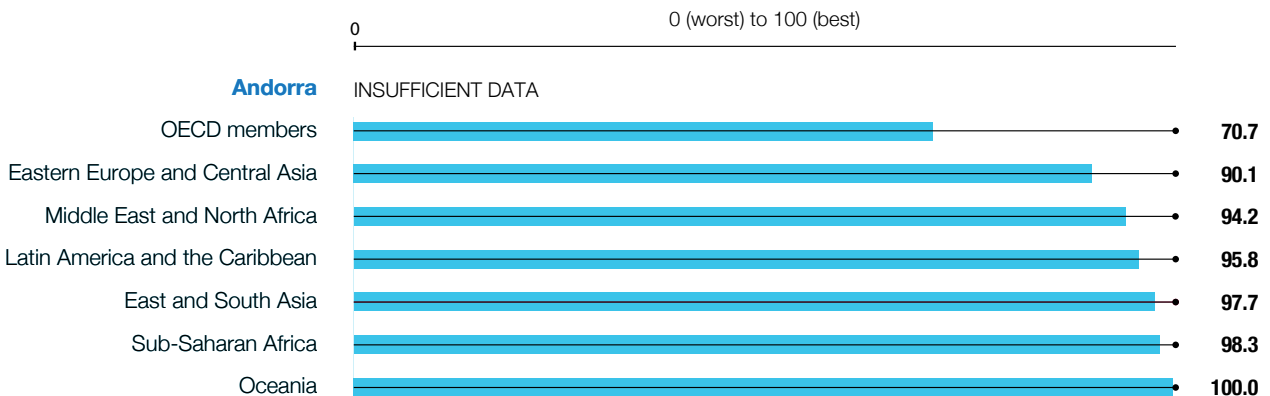 0 (worst) to 100 (best)
0
Andorra INSUFFICIENT DATA
OECD members 70.7
Eastern Europe and Central Asia 90.1
Middle East and North Africa 94.2
Latin America and the Caribbean 95.8
East and South Asia 97.7
Sub-Saharan Africa 98.3
Oceania 100.0